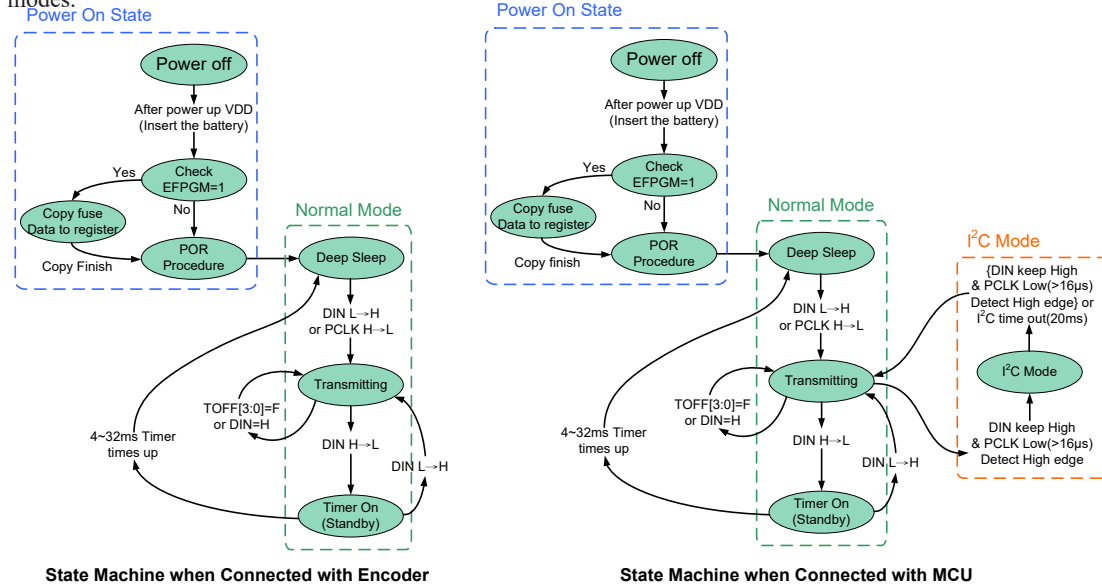 modes.
Power On State
Power off
After power up VDD
(Insert the battery)
Yes
Check
EFPGM=1
No
Copy fuse
Data to register
Copy Finish
POR
Procedure
Normal Mode
Deep Sleep
DIN L→H
or PCLK H→L
Transmitting
TOFF[3:0]=F
or DIN=H
DIN H→L
4~32ms Timer
times up
DIN L→H
Timer On
(Standby)
State Machine when Connected with Encoder
Power On State
Power off
After power up VDD
(Insert the battery)
Yes
Check
EFPGM=1
No
Copy fuse
Data to register
Copy finish
POR
Procedure
Normal Mode
Deep Sleep
DIN L→H
or PCLK H→L
Transmitting
TOFF[3:0]=F
or DIN=H
DIN H→L
4~32ms Timer
times up
DIN L→H
Timer On
(Standby)
I²C Mode
{DIN keep High
& PCLK Low(>16µs)
Detect High edge} or
I²C time out(20ms)
I²C Mode
DIN keep High
& PCLK Low(>16µs)
Detect High edge
State Machine when Connected with MCU